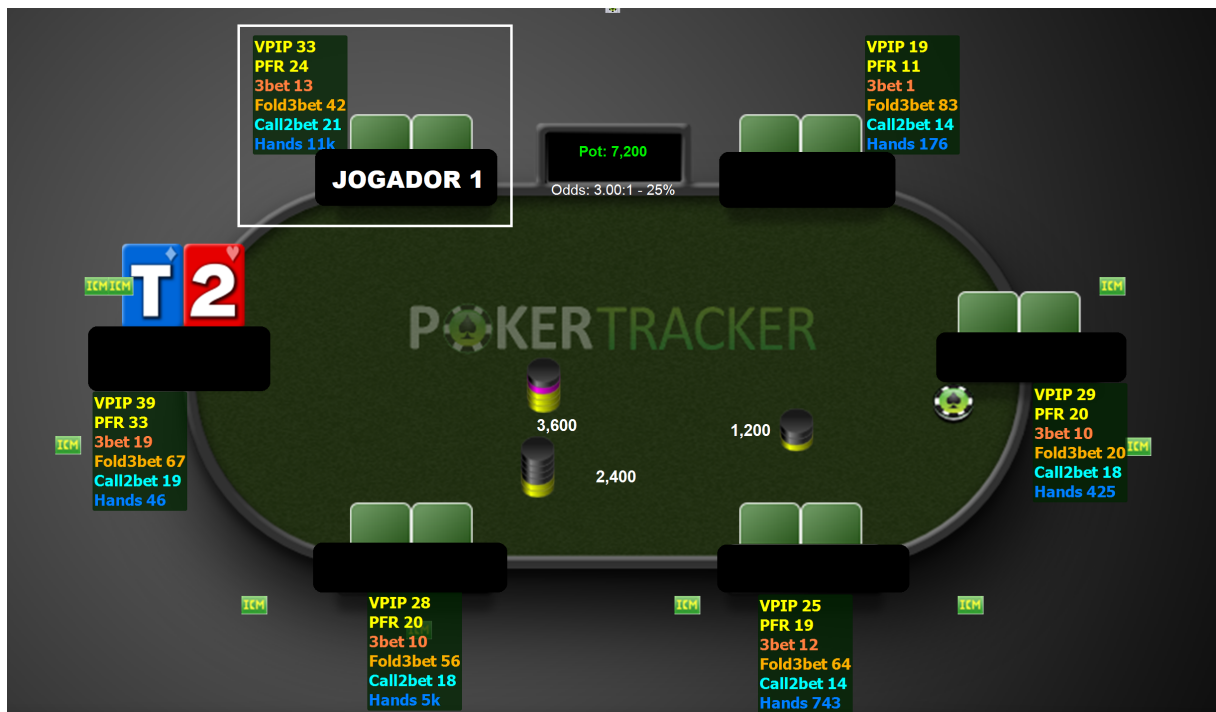 VPIP 33
PFR 24
3bet 13
Fold3bet 42
Call2bet 21
Hands 11k
JOGADOR 1
Pot: 7,200
Odds: 3.00:1 - 25%
VPIP 19
PFR 11
3bet 1
Fold3bet 83
Call2bet 14
Hands 176
ICMICM
T 2
ICM
POKERTRACKER
3,600
1,200
2,400
VPIP 39
PFR 33
3bet 19
Fold3bet 67
Call2bet 19
Hands 46
ICM
VPIP 29
PFR 20
3bet 10
Fold3bet 20
Call2bet 18
Hands 425
ICM
ICM
VPIP 28
PFR 20
3bet 10
Fold3bet 56
Call2bet 18
Hands 5k
ICM
ICM
VPIP 25
PFR 19
3bet 12
Fold3bet 64
Call2bet 14
Hands 743
ICM